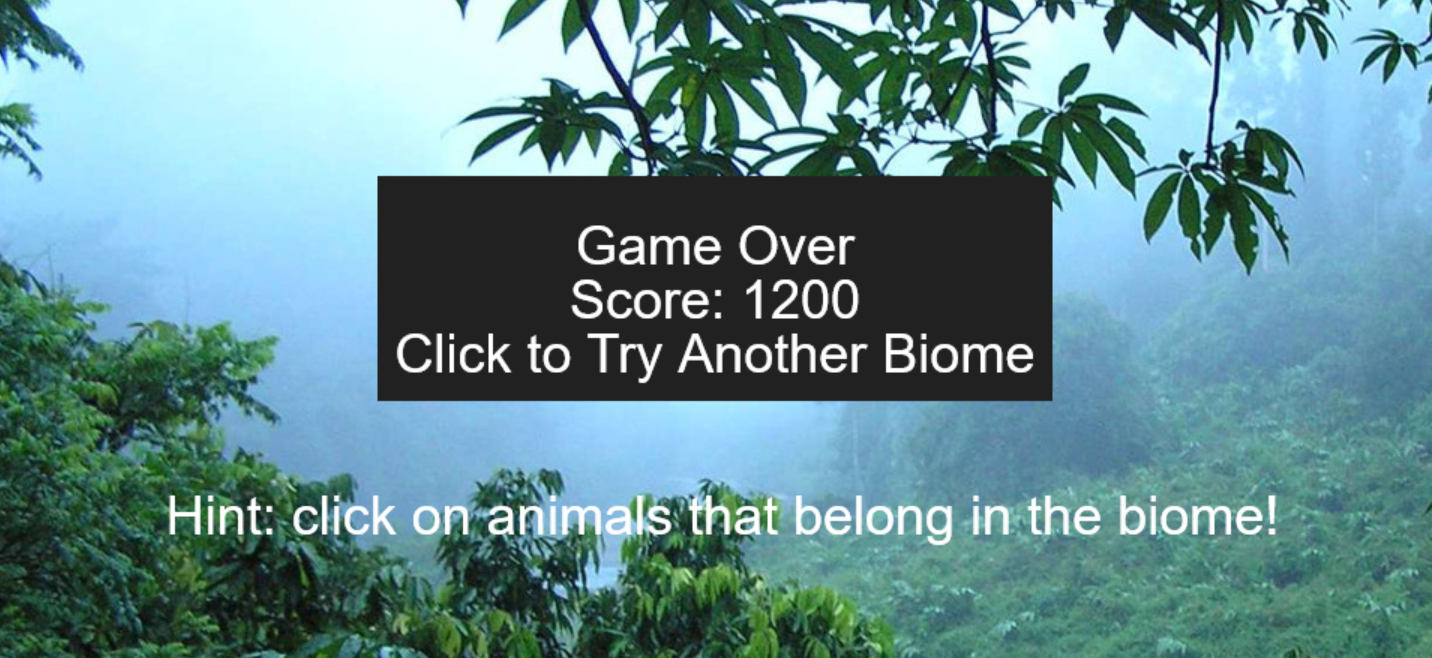 Game Over
Score: 1200
Click to Try Another Biome
Hint: click on animals that belong in the biome!